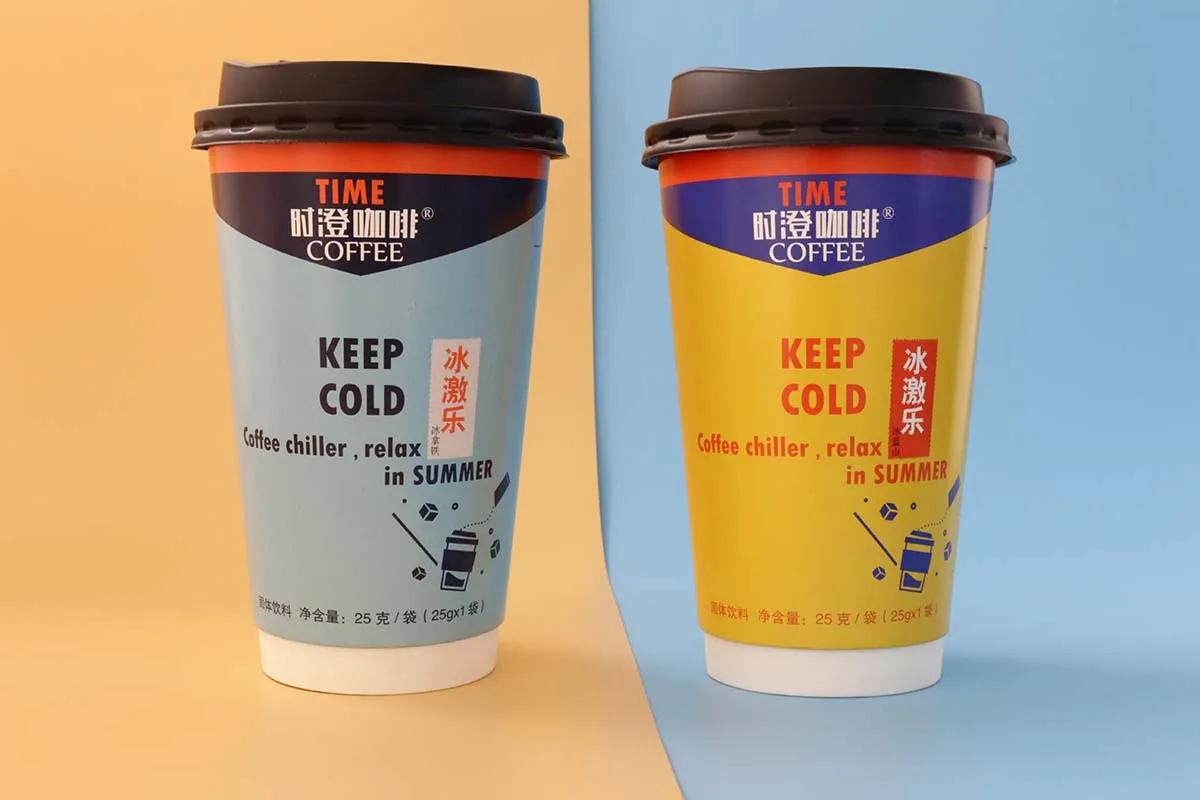 TIME
时澄咖啡®
COFFEE
KEEP
COLD
冰激乐
冰拿铁
Coffee chiller , relax
in SUMMER
固体饮料 净含量：25 克 / 袋 ( 25gx1 袋 )
TIME
时澄咖啡®
COFFEE
KEEP
COLD
冰激乐
冰蓝山
Coffee chiller , relax
in SUMMER
固体饮料 净含量：25 克 / 袋 ( 25gx1 袋 )